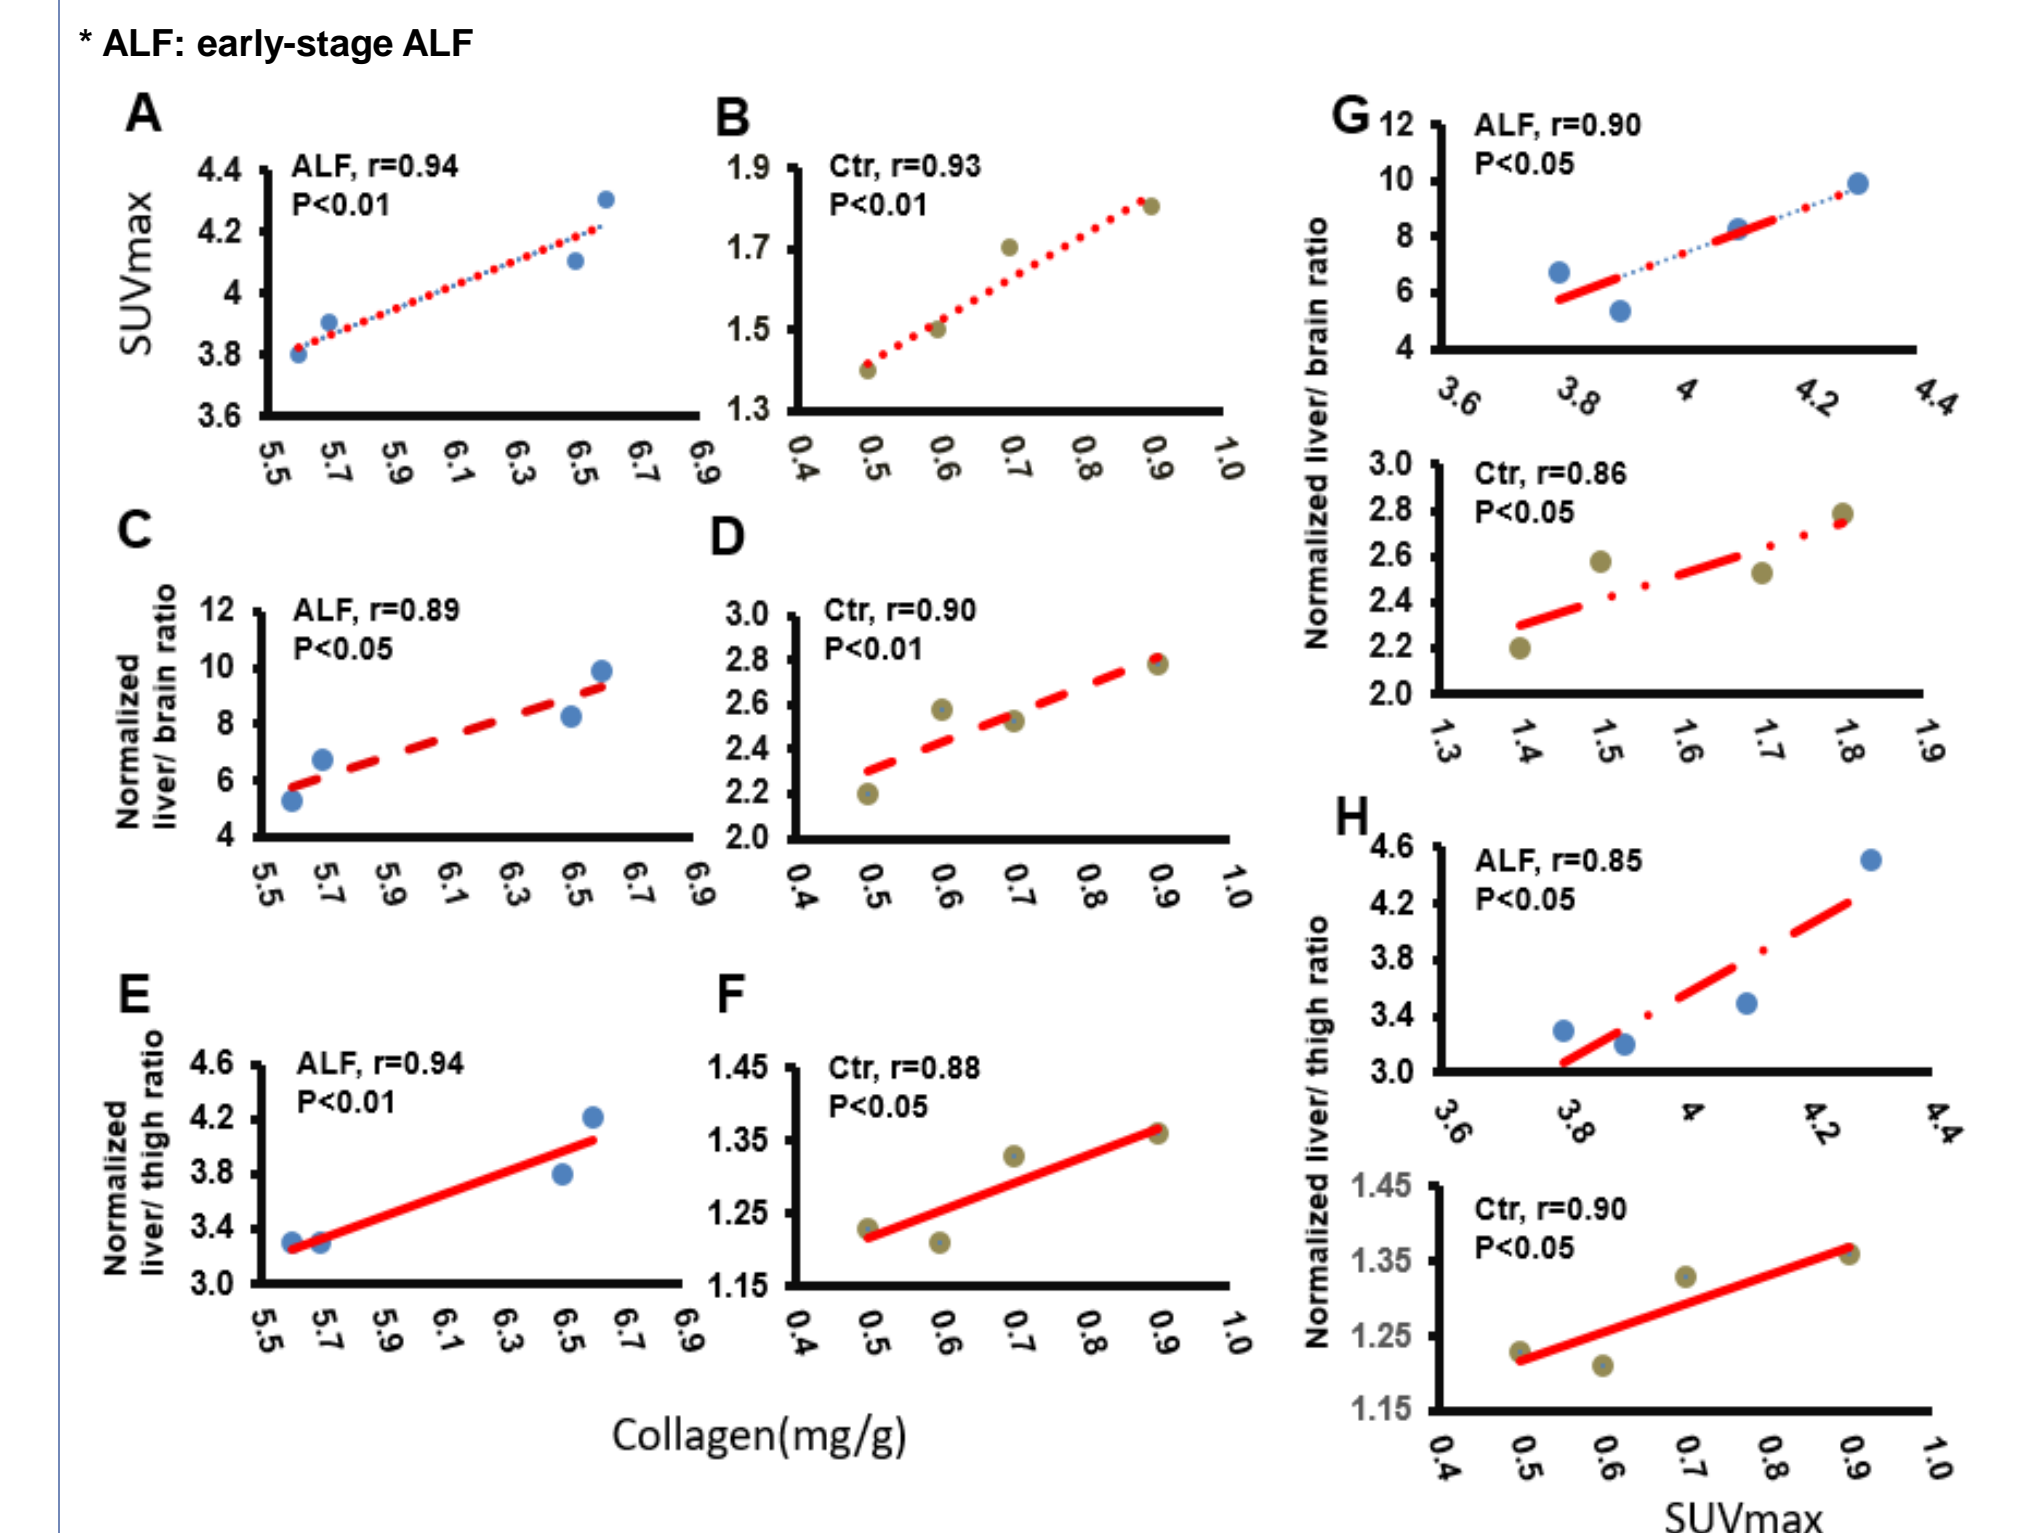 * ALF: early-stage ALF
A
SUVmax
ALF, r=0.94
P<0.01
4.4
4.2
4
3.8
3.6
5.5 5.7 5.9 6.1 6.3 6.5 6.7 6.9
B
Ctr, r=0.93
P<0.01
1.9
1.7
1.5
1.3
0.4 0.5 0.6 0.7 0.8 0.9 1.0
C
Normalized
liver/ brain ratio
ALF, r=0.89
P<0.05
12
10
8
6
4
5.5 5.7 5.9 6.1 6.3 6.5 6.7 6.9
D
Ctr, r=0.90
P<0.01
3.0
2.8
2.6
2.4
2.2
2.0
0.4 0.5 0.6 0.7 0.8 0.9 1.0
E
Normalized
liver/ thigh ratio
ALF, r=0.94
P<0.01
4.6
4.2
3.8
3.4
3.0
5.5 5.7 5.9 6.1 6.3 6.5 6.7 6.9
F
Ctr, r=0.88
P<0.05
1.45
1.35
1.25
1.15
0.4 0.5 0.6 0.7 0.8 0.9 1.0
Collagen(mg/g)
G
Normalized liver/ brain ratio
ALF, r=0.90
P<0.05
12
10
8
6
4
3.6 3.8 4 4.2 4.4
Ctr, r=0.86
P<0.05
3.0
2.8
2.6
2.4
2.2
2.0
1.3 1.4 1.5 1.6 1.7 1.8 1.9
H
Normalized liver/ thigh ratio
ALF, r=0.85
P<0.05
4.6
4.2
3.8
3.4
3.0
3.6 3.8 4 4.2 4.4
Ctr, r=0.90
P<0.05
1.45
1.35
1.25
1.15
0.4 0.5 0.6 0.7 0.8 0.9 1.0
SUVmax